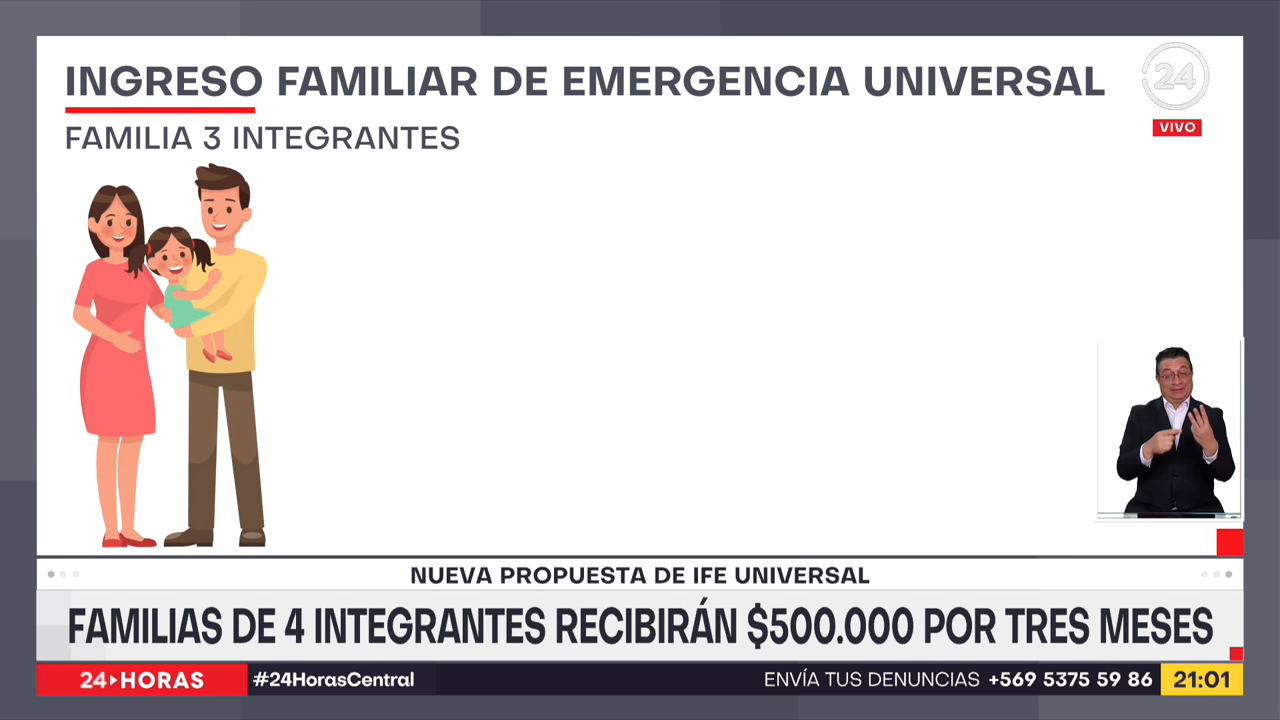 INGRESO FAMILIAR DE EMERGENCIA UNIVERSAL
24
VIVO
FAMILIA 3 INTEGRANTES
NUEVA PROPUESTA DE IFE UNIVERSAL
FAMILIAS DE 4 INTEGRANTES RECIBIRÁN $500.000 POR TRES MESES
24 HORAS
#24HorasCentral
ENVÍA TUS DENUNCIAS +569 5375 59 86
21:01